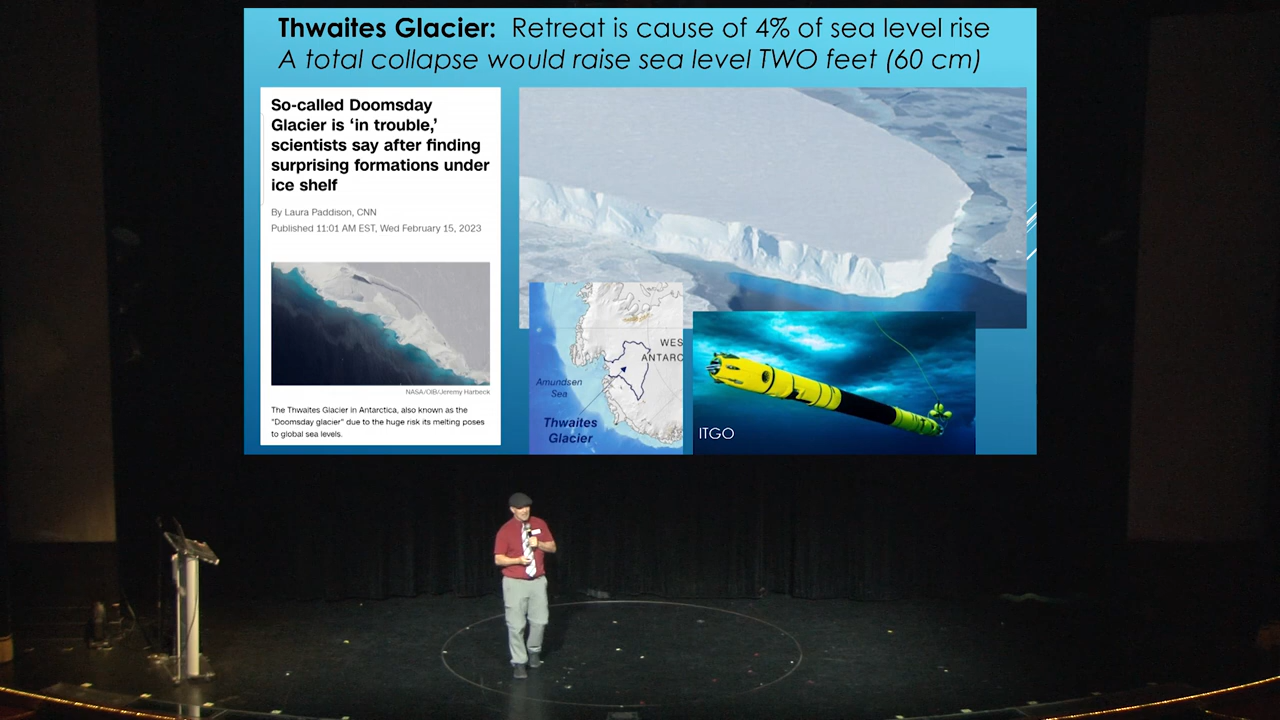 Thwaites Glacier: Retreat is cause of 4% of sea level rise
A total collapse would raise sea level TWO feet (60 cm)
So-called Doomsday
Glacier is ‘in trouble,’
scientists say after finding
surprising formations under
ice shelf
By Laura Paddison, CNN
Published 11:01 AM EST, Wed February 15, 2023
NASA/OIB/Jeremy Harbeck
The Thwaites Glacier in Antarctica, also known as the
"Doomsday glacier" due to the huge risk its melting poses
to global sea levels.
WES
ANTARC
Amundsen
Sea
Thwaites
Glacier
ITGO